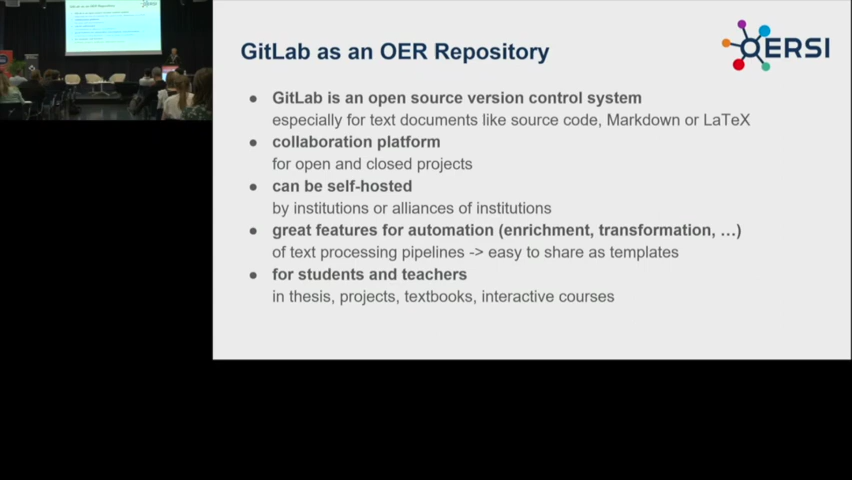 GitLab as an OER Repository
OERSI
● GitLab is an open source version control system
especially for text documents like source code, Markdown or LaTeX
● collaboration platform
for open and closed projects
● can be self-hosted
by institutions or alliances of institutions
● great features for automation (enrichment, transformation, …)
of text processing pipelines -> easy to share as templates
● for students and teachers
in thesis, projects, textbooks, interactive courses